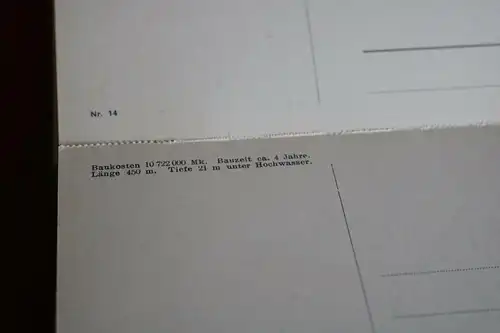 Nr. 14
Baukosten 10 722 000 Mk. Bauzeit ca. 4 Jahre.
Länge 450 m. Tiefe 21 m unter Hochwasser.